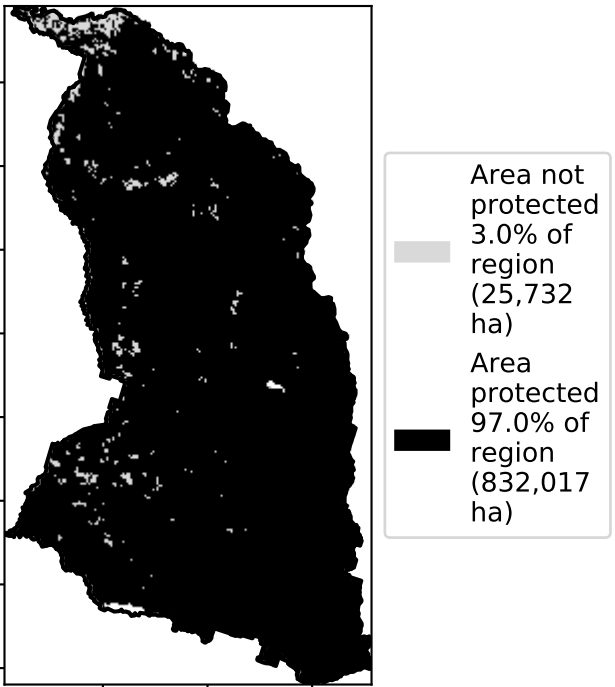 Area not
protected
3.0% of
region
(25,732
ha)
Area
protected
97.0% of
region
(832,017
ha)